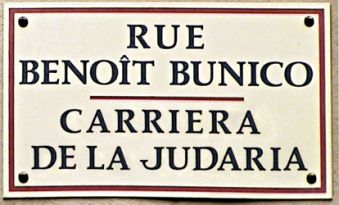 RUE
BENOÎT BUNICO
CARRIERA
DE LA JUDARIA